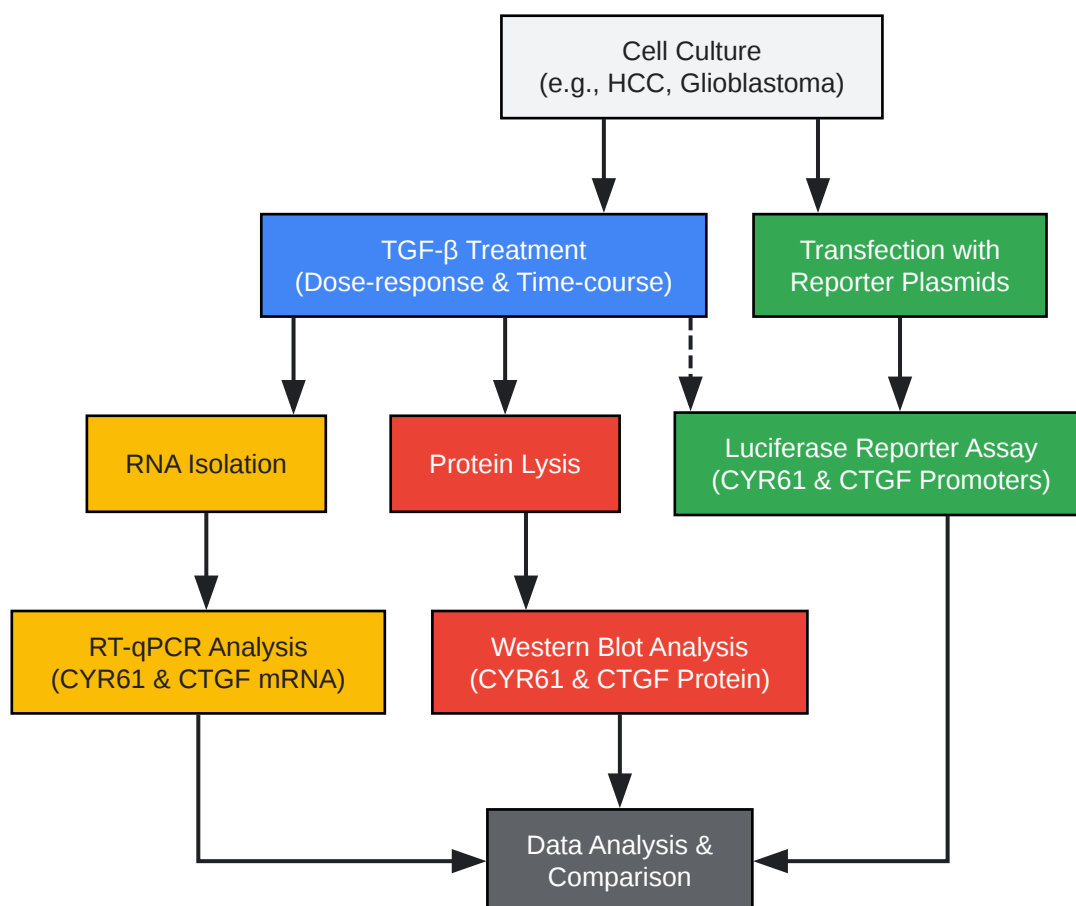 Cell Culture
(e.g., HCC, Glioblastoma)
TGF-β Treatment
(Dose-response & Time-course)
Transfection with
Reporter Plasmids
RNA Isolation
Protein Lysis
Luciferase Reporter Assay
(CYR61 & CTGF Promoters)
RT-qPCR Analysis
(CYR61 & CTGF mRNA)
Western Blot Analysis
(CYR61 & CTGF Protein)
Data Analysis &
Comparison